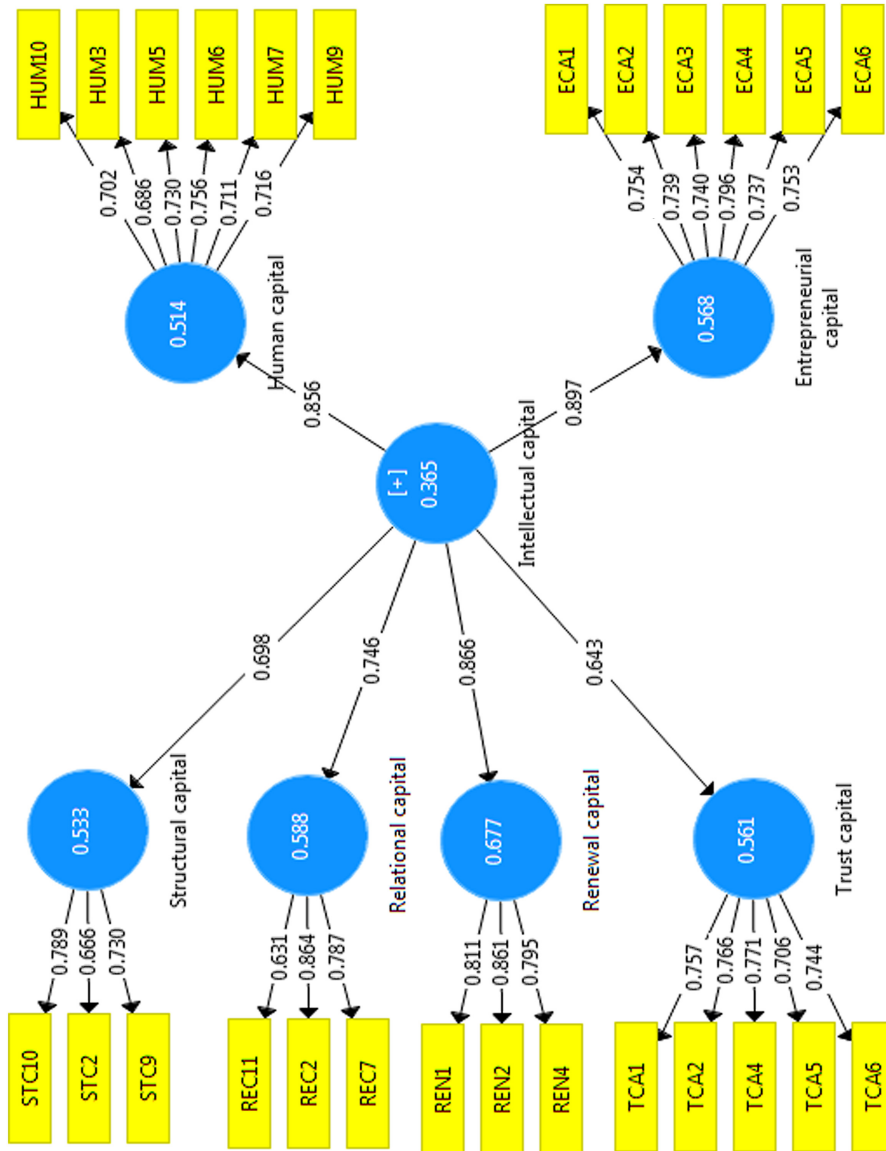 HUM10
HUM3
HUM5
HUM6
HUM7
HUM9
0.702
0.686
0.730
0.756
0.711
0.716
0.514
Human capital
0.856
ECA1
ECA2
ECA3
ECA4
ECA5
ECA6
0.754
0.739
0.740
0.796
0.737
0.753
0.568
Entrepreneurial
capital
0.897
[+]
0.365
Intellectual capital
0.698
0.746
0.866
0.643
0.533
Structural capital
0.588
Relational capital
0.677
Renewal capital
0.561
Trust capital
0.789
0.666
0.730
0.631
0.864
0.787
0.811
0.861
0.795
0.757
0.766
0.771
0.706
0.744
STC10
STC2
STC9
REC11
REC2
REC7
REN1
REN2
REN4
TCA1
TCA2
TCA4
TCA5
TCA6